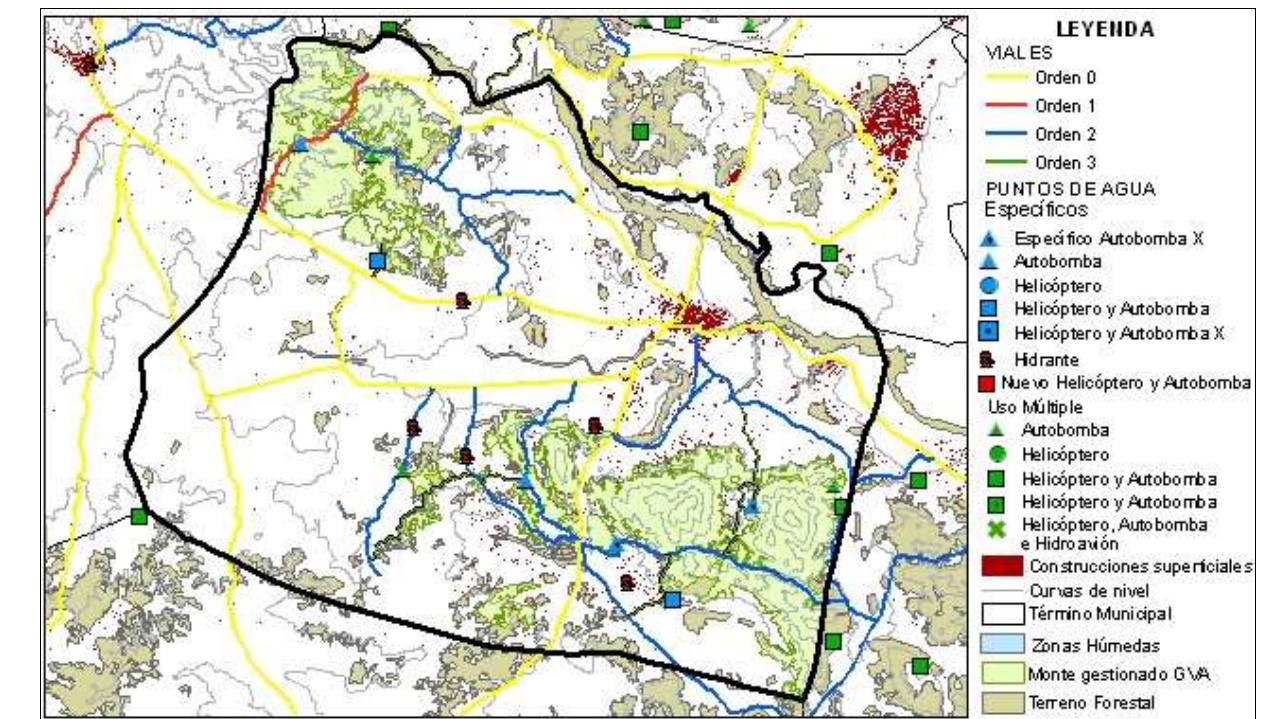 LEYENDA
VIALES
Orden 0
Orden 1
Orden 2
Orden 3
PUNTOS DE AGUA
Específicos
Específico Autobomba X
Autobomba
Helicóptero
Helicóptero y Autobomba
Helicóptero y Autobomba X
Hidrante
Nuevo Helicóptero y Autobomba
Uso Múltiple
Autobomba
Helicóptero
Helicóptero y Autobomba
Helicóptero y Autobomba
Helicóptero, Autobomba
e Hidroavión
Construcciones superficiales
Curvas de nivel
Término Municipal
Zonas Húmedas
Monte gestionado GVA
Terreno Forestal